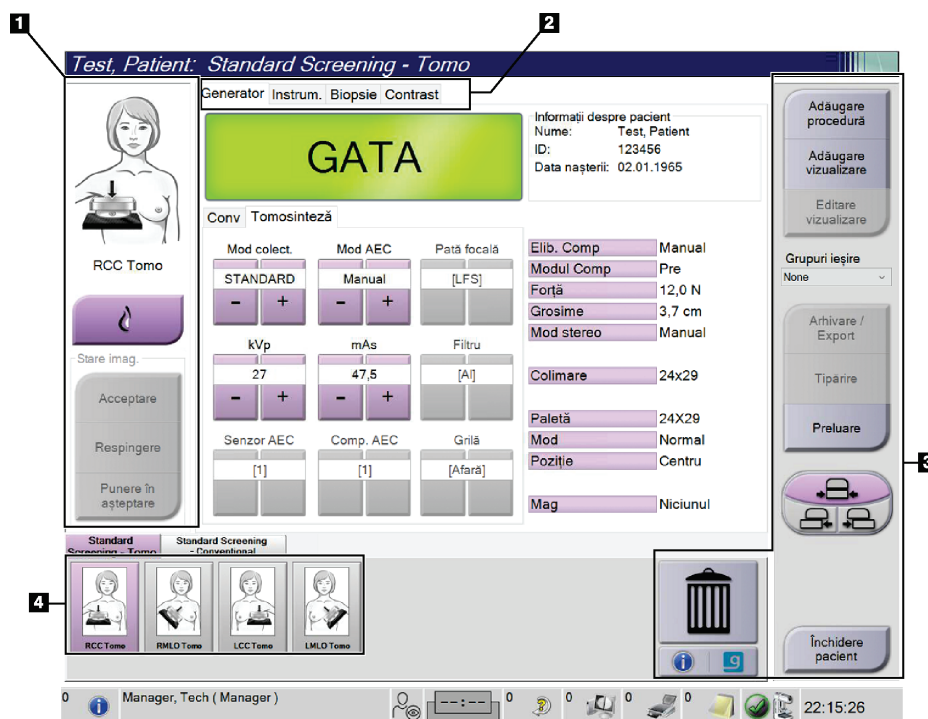 1
2
Test, Patient: Standard Screening - Tomo
Generator Instrum. Biopsie Contrast
GATA
Informații despre pacient
Nume: Test, Patient
ID: 123456
Data nașterii: 02.01.1965
Adăugare
procedură
Adăugare
vizualizare
Editare
vizualizare
Grupuri ieșire
None
Arhivare /
Export
Tipărire
Preluare
3
RCC Tomo
Stare imag.
Acceptare
Respingere
Punere în
așteptare
Conv Tomosinteză
Mod colect. Mod AEC Pată focală
STANDARD Manual [LFS]
- + - +
kVp mAs Filtru
27 47,5 [Al]
- + - +
Senzor AEC Comp. AEC Grilă
[1] [1] [Afară]
Elib. Comp Manual
Modul Comp Pre
Forță 12,0 N
Grosime 3,7 cm
Mod stereo Manual
Colimare 24x29
Paletă 24X29
Mod Normal
Poziție Centru
Mag Niciunul
Standard
Screening - Tomo
Standard Screening
- Conventional
4
RCC Tomo RMLO Tomo LCC Tomo LMLO Tomo
i g
Închidere
pacient
0 i Manager, Tech ( Manager ) --:-- 0 0 0 0 22:15:26